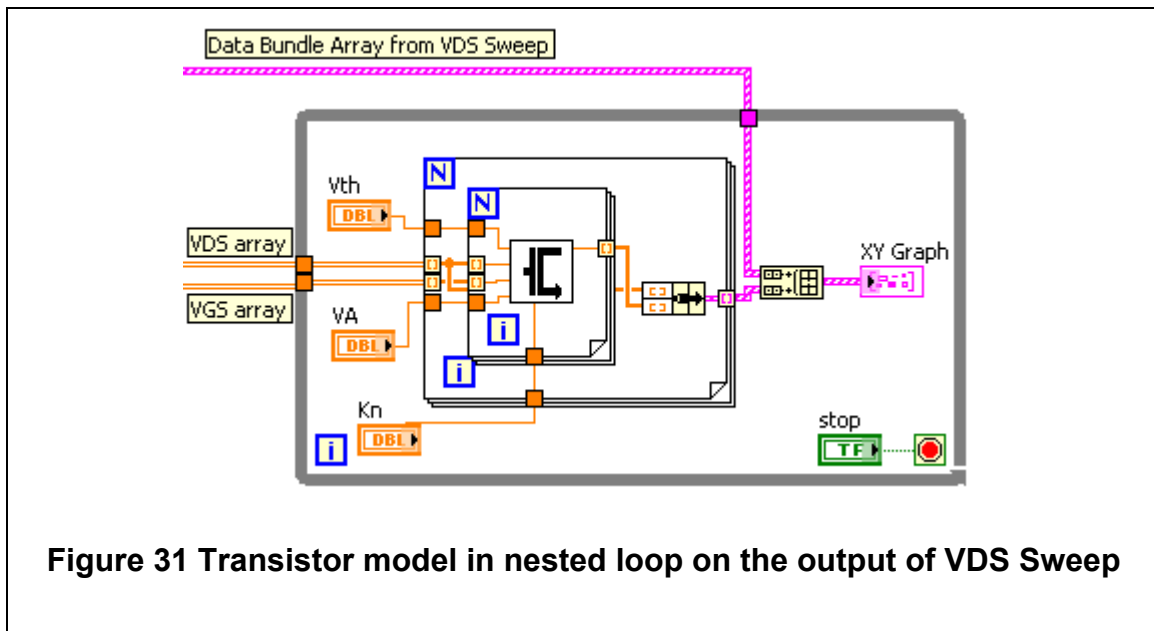 Data Bundle Array from VDS Sweep
N
Vth
N
DBL
VDS array
XY Graph
VGS array
VA
i
DBL
i
Kn
stop
DBL
i
TF
Figure 31 Transistor model in nested loop on the output of VDS Sweep